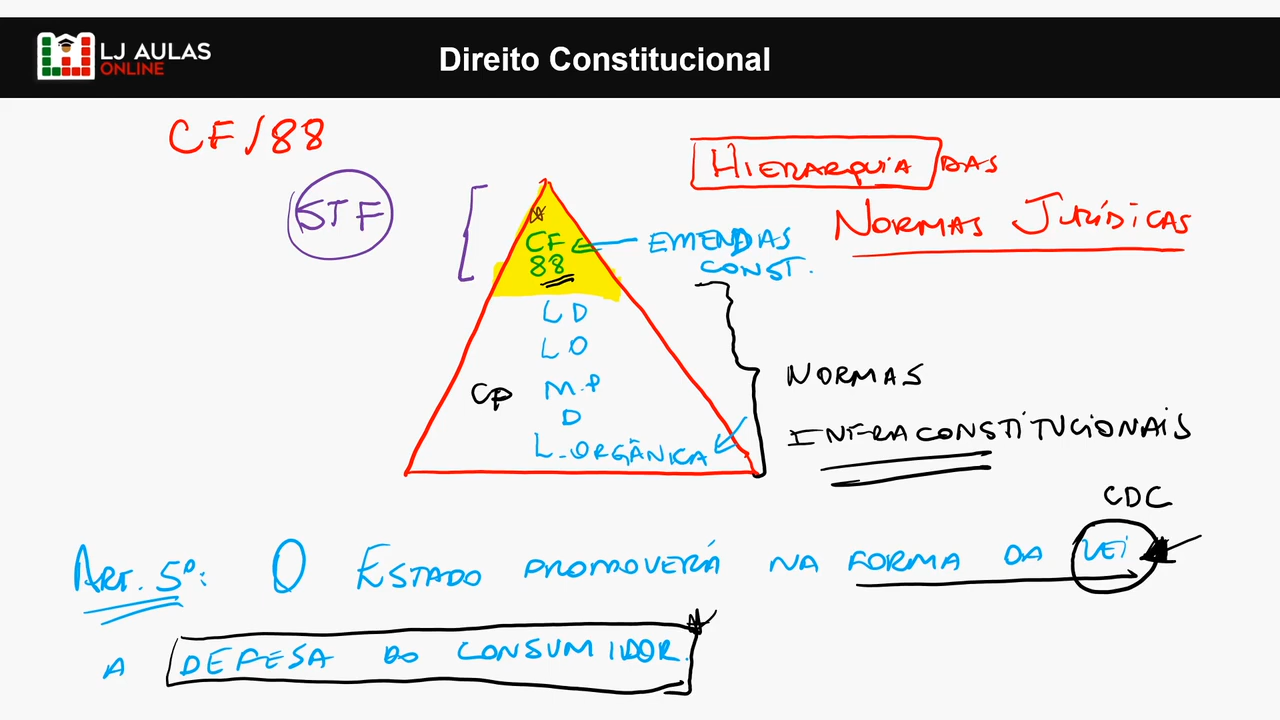 LJ AULAS
ONLINE
Direito Constitucional
CF/88
HIERARQUIA DAS
NORMAS JURÍDICAS
STF
CF
88
EMENDAS
CONST.
LD
LO
CP
M.P
D
L. ORGÂNICA
NORMAS
INFRACONSTITUCIONAIS
CDC
ART. 5º: O ESTADO PROMOVERÁ NA FORMA DA LEI
A DEFESA DO CONSUMIDOR.